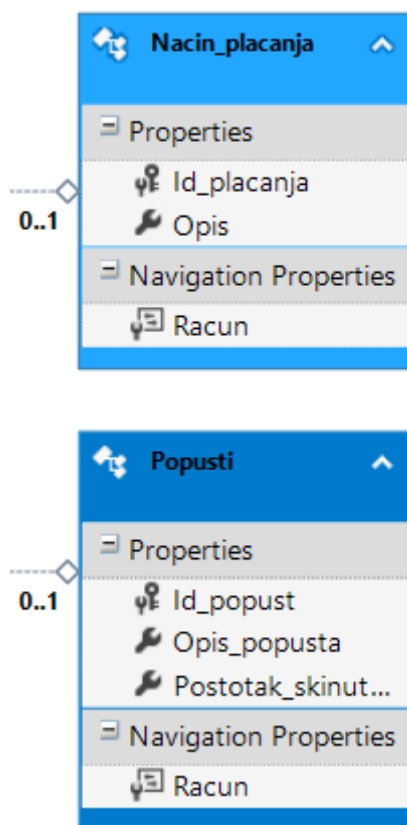 Nacin_placanja
Properties
Id_placanja
0..1
Opis
Navigation Properties
Racun
Popusti
Properties
0..1
Id_popust
Opis_popusta
Postotak_skinut...
Navigation Properties
Racun